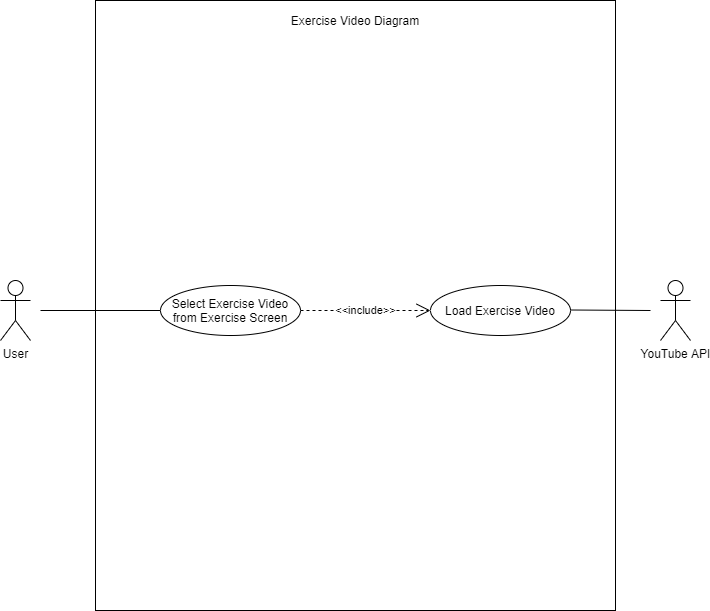 Exercise Video Diagram
Select Exercise Video
from Exercise Screen
<<include>>
Load Exercise Video
User
YouTube API